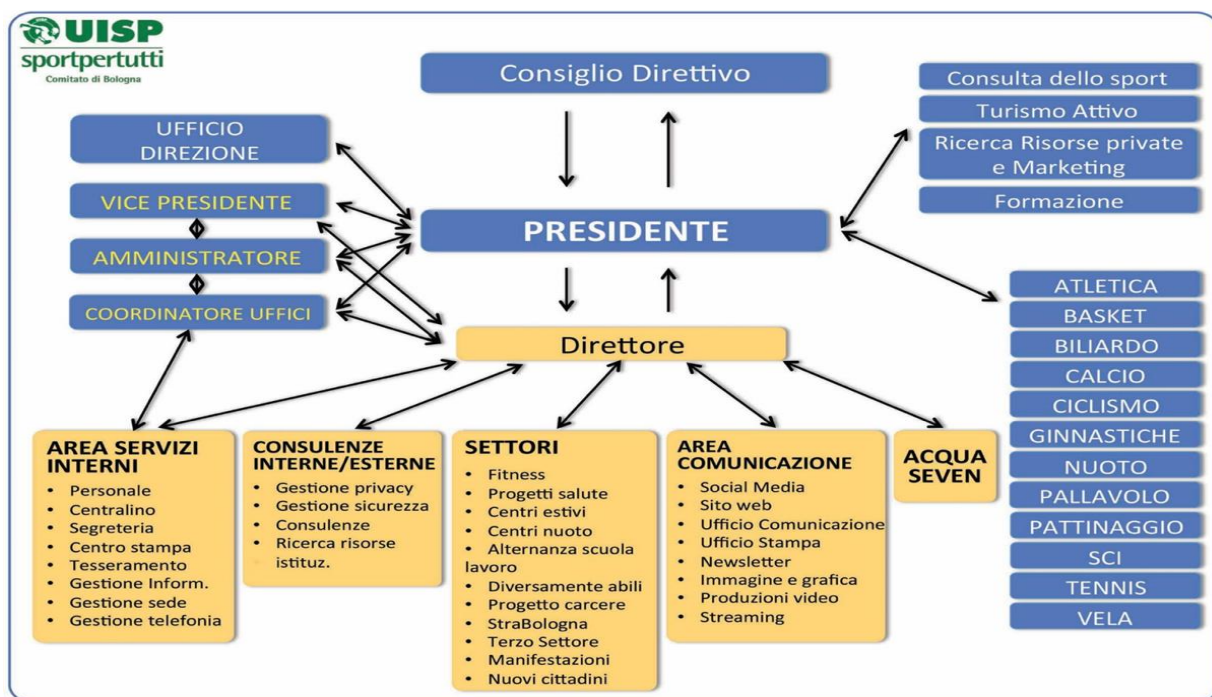 UISP
sportpertutti
Comitato di Bologna
Consiglio Direttivo
UFFICIO
DIREZIONE
VICE PRESIDENTE
AMMINISTRATORE
COORDINATORE UFFICI
PRESIDENTE
Direttore
Consulta dello sport
Turismo Attivo
Ricerca Risorse private
e Marketing
Formazione
ATLETICA
BASKET
BILIARDO
CALCIO
CICLISMO
GINNASTICHE
NUOTO
PALLAVOLO
PATTINAGGIO
SCI
TENNIS
VELA
AREA SERVIZI
INTERNI
• Personale
• Centralino
• Segreteria
• Centro stampa
• Tesseramento
• Gestione Inform.
• Gestione sede
• Gestione telefonia
CONSULENZE
INTERNE/ESTERNE
• Gestione privacy
• Gestione sicurezza
• Consulenze
• Ricerca risorse
istituz.
SETTORI
• Fitness
• Progetti salute
• Centri estivi
• Centri nuoto
• Alternanza scuola
lavoro
• Diversamente abili
• Progetto carcere
• StraBologna
• Terzo Settore
• Manifestazioni
• Nuovi cittadini
AREA
COMUNICAZIONE
• Social Media
• Sito web
• Ufficio Comunicazione
• Ufficio Stampa
• Newsletter
• Immagine e grafica
• Produzioni video
• Streaming
ACQUA
SEVEN